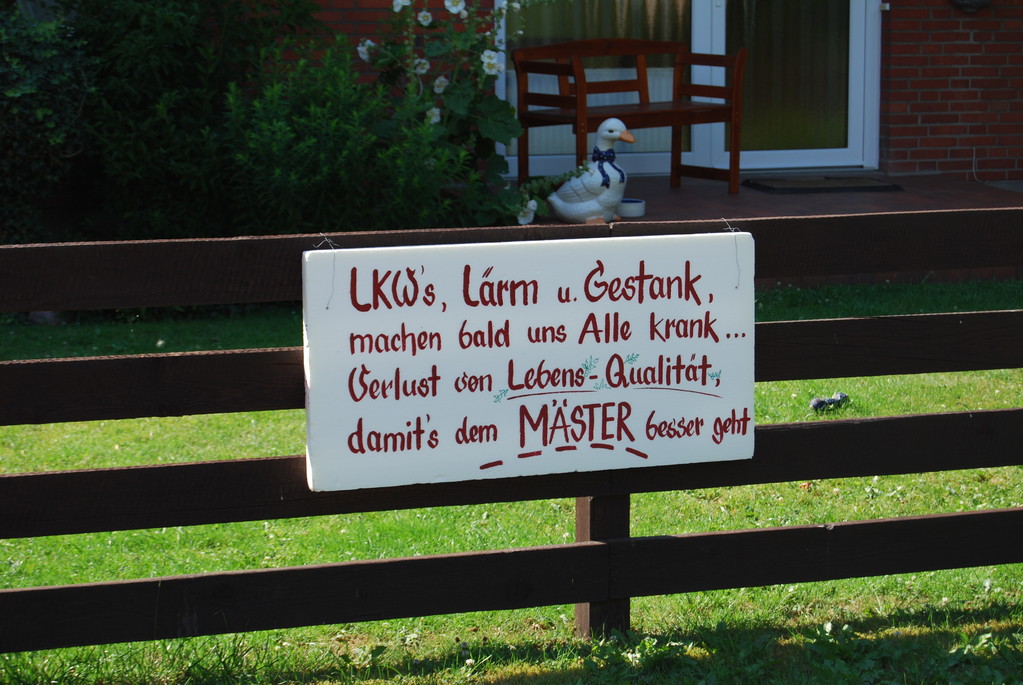 LKW's, Lärm u. Gestank,
machen bald uns Alle krank...
Verlust von Lebens-Qualität,
damit's dem MÄSTER besser geht